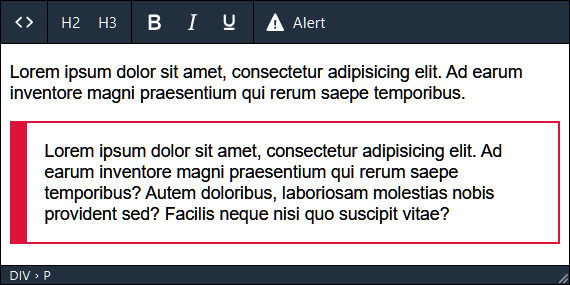 <> H2 H3 B I U Alert
Lorem ipsum dolor sit amet, consectetur adipisicing elit. Ad earum
inventore magni praesentium qui rerum saepe temporibus.
Lorem ipsum dolor sit amet, consectetur adipisicing elit. Ad
earum inventore magni praesentium qui rerum saepe
temporibus? Autem doloribus, laboriosam molestias nobis
provident sed? Facilis neque nisi quo suscipit vitae?
DIV › P